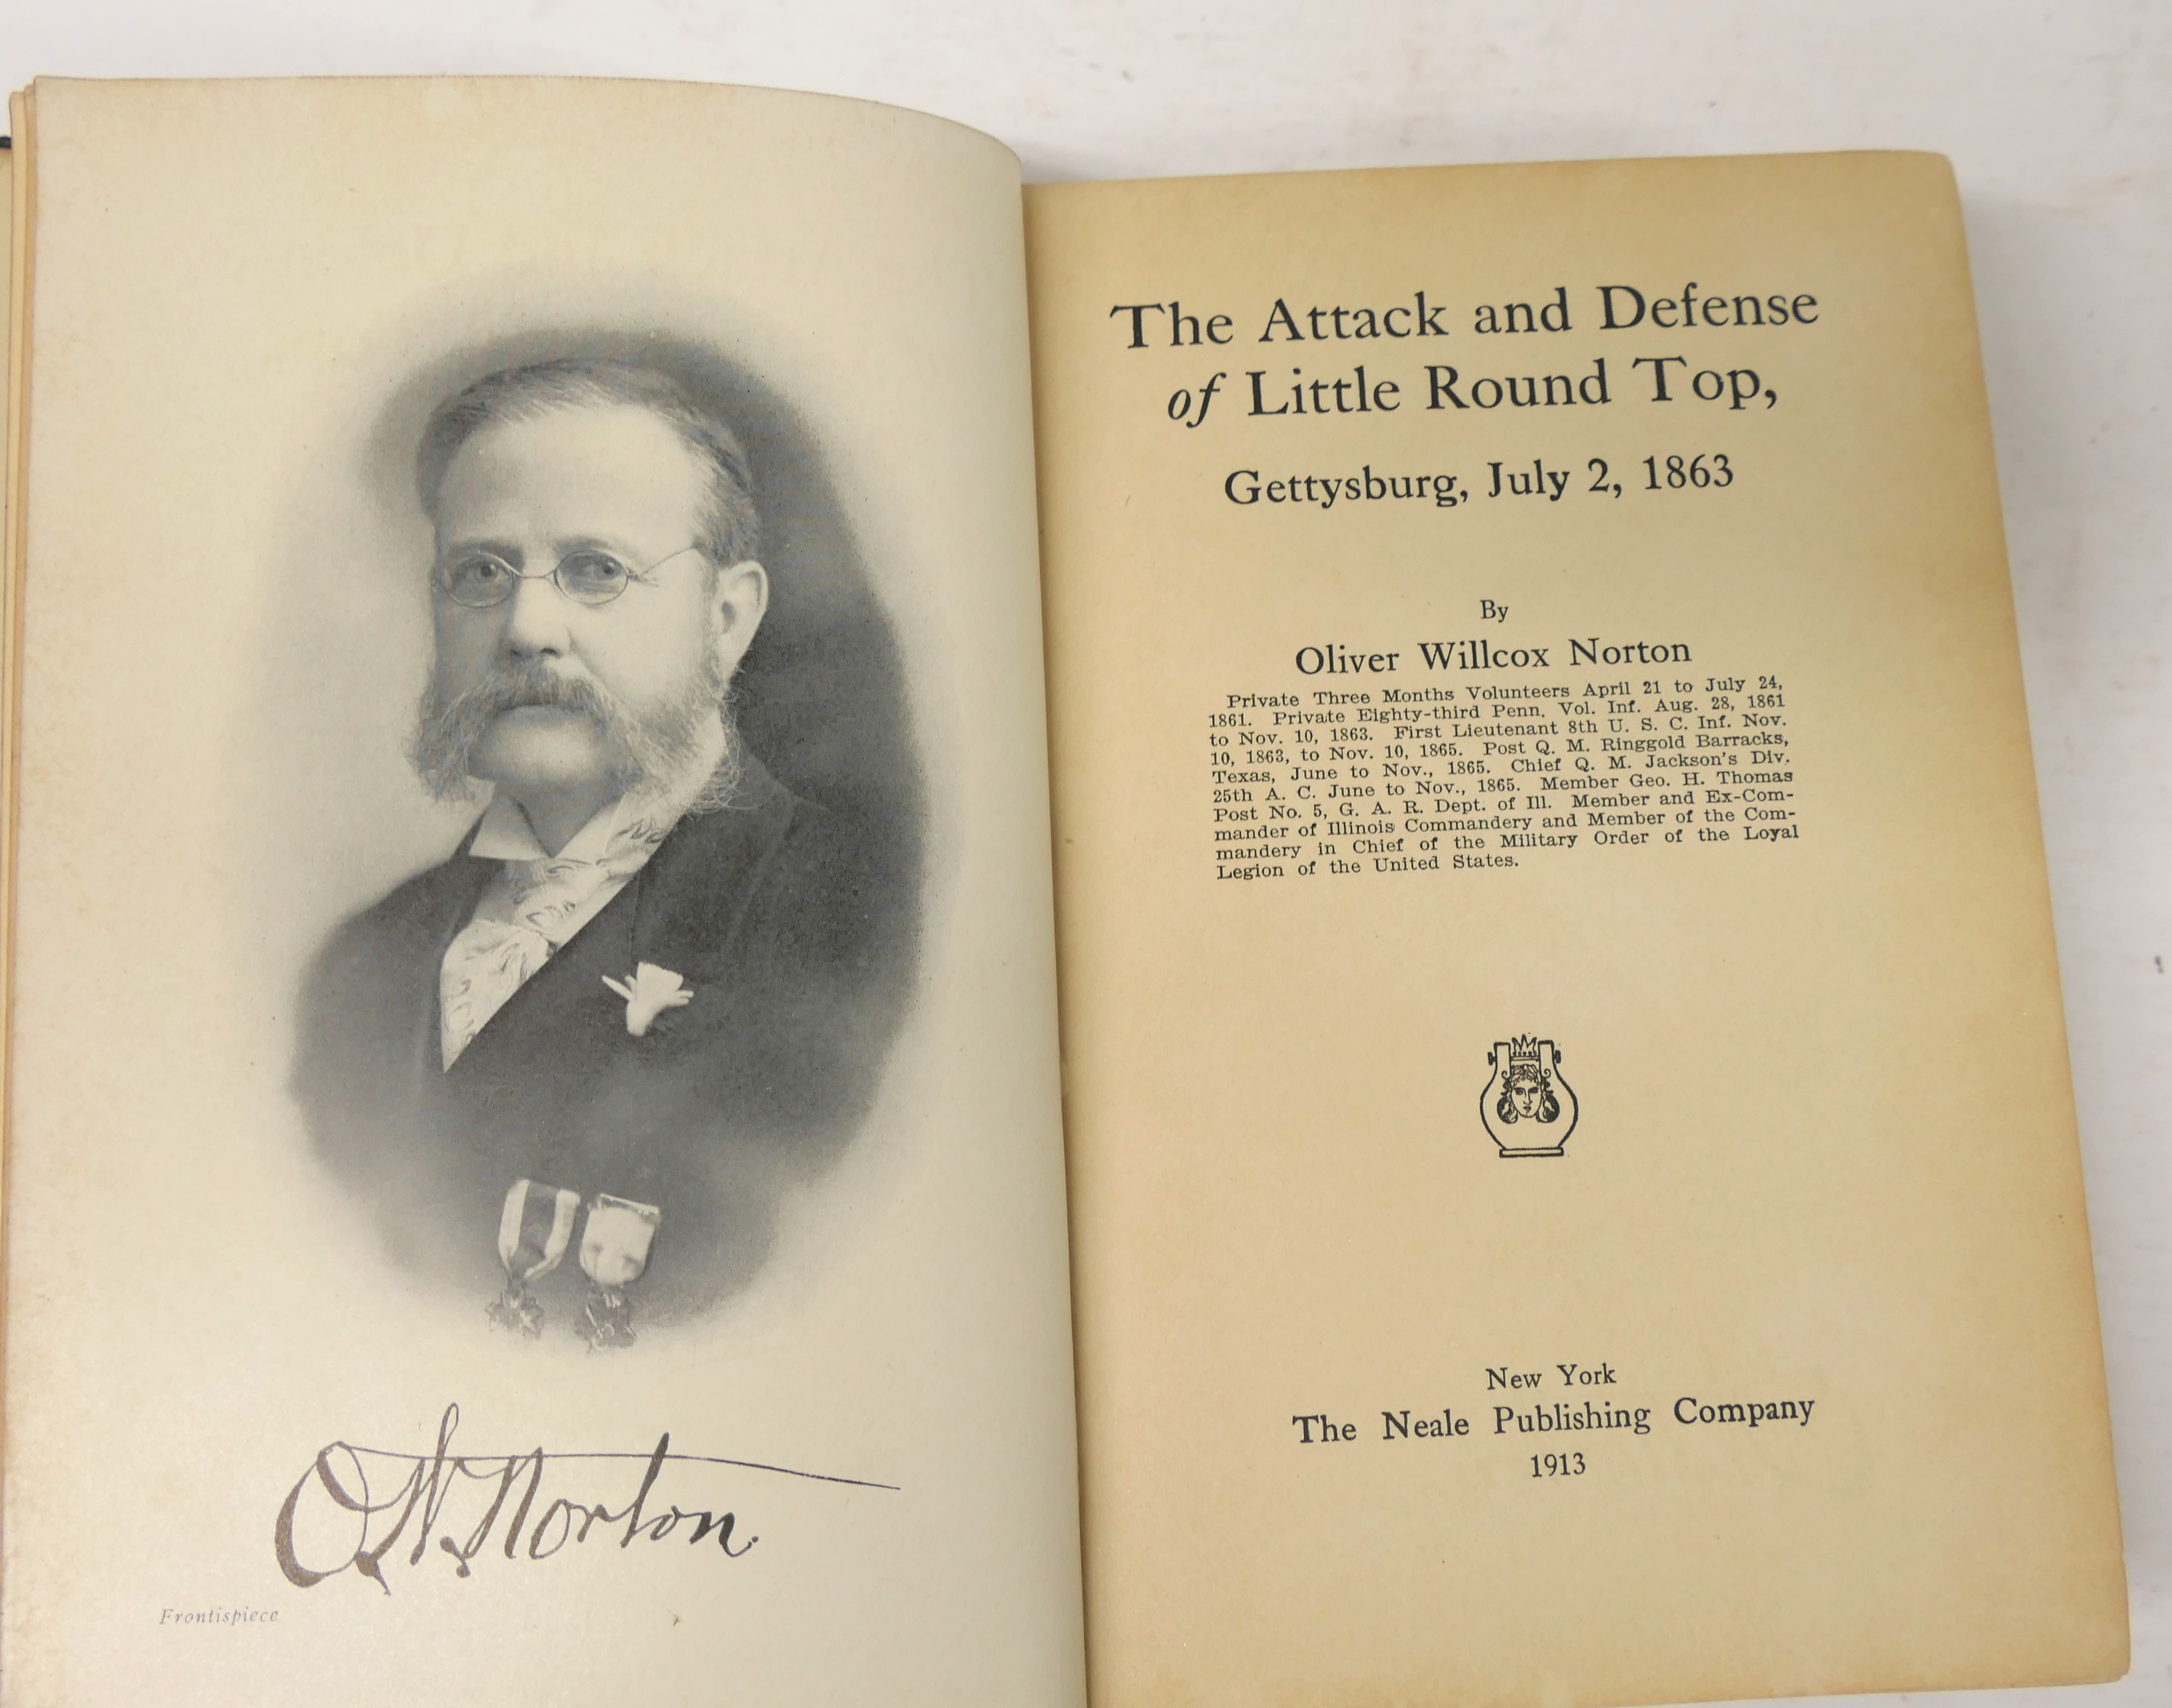 O W Norton.
Frontispiece
The Attack and Defense
of Little Round Top,
Gettysburg, July 2, 1863
By
Oliver Willcox Norton
Private Three Months Volunteers April 21 to July 24,
1861. Private Eighty-third Penn. Vol. Inf. Aug. 28, 1861
to Nov. 10, 1863. First Lieutenant 8th U. S. C. Inf. Nov.
10, 1863, to Nov. 10, 1865. Post Q. M. Ringgold Barracks,
Texas, June to Nov., 1865. Chief Q. M. Jackson's Div.
25th A. C. June to Nov., 1865. Member Geo. H. Thomas
Post No. 5, G. A. R. Dept. of Ill. Member and Ex-Com-
mander of Illinois Commandery and Member of the Com-
mandery in Chief of the Military Order of the Loyal
Legion of the United States.
New York
The Neale Publishing Company
1913